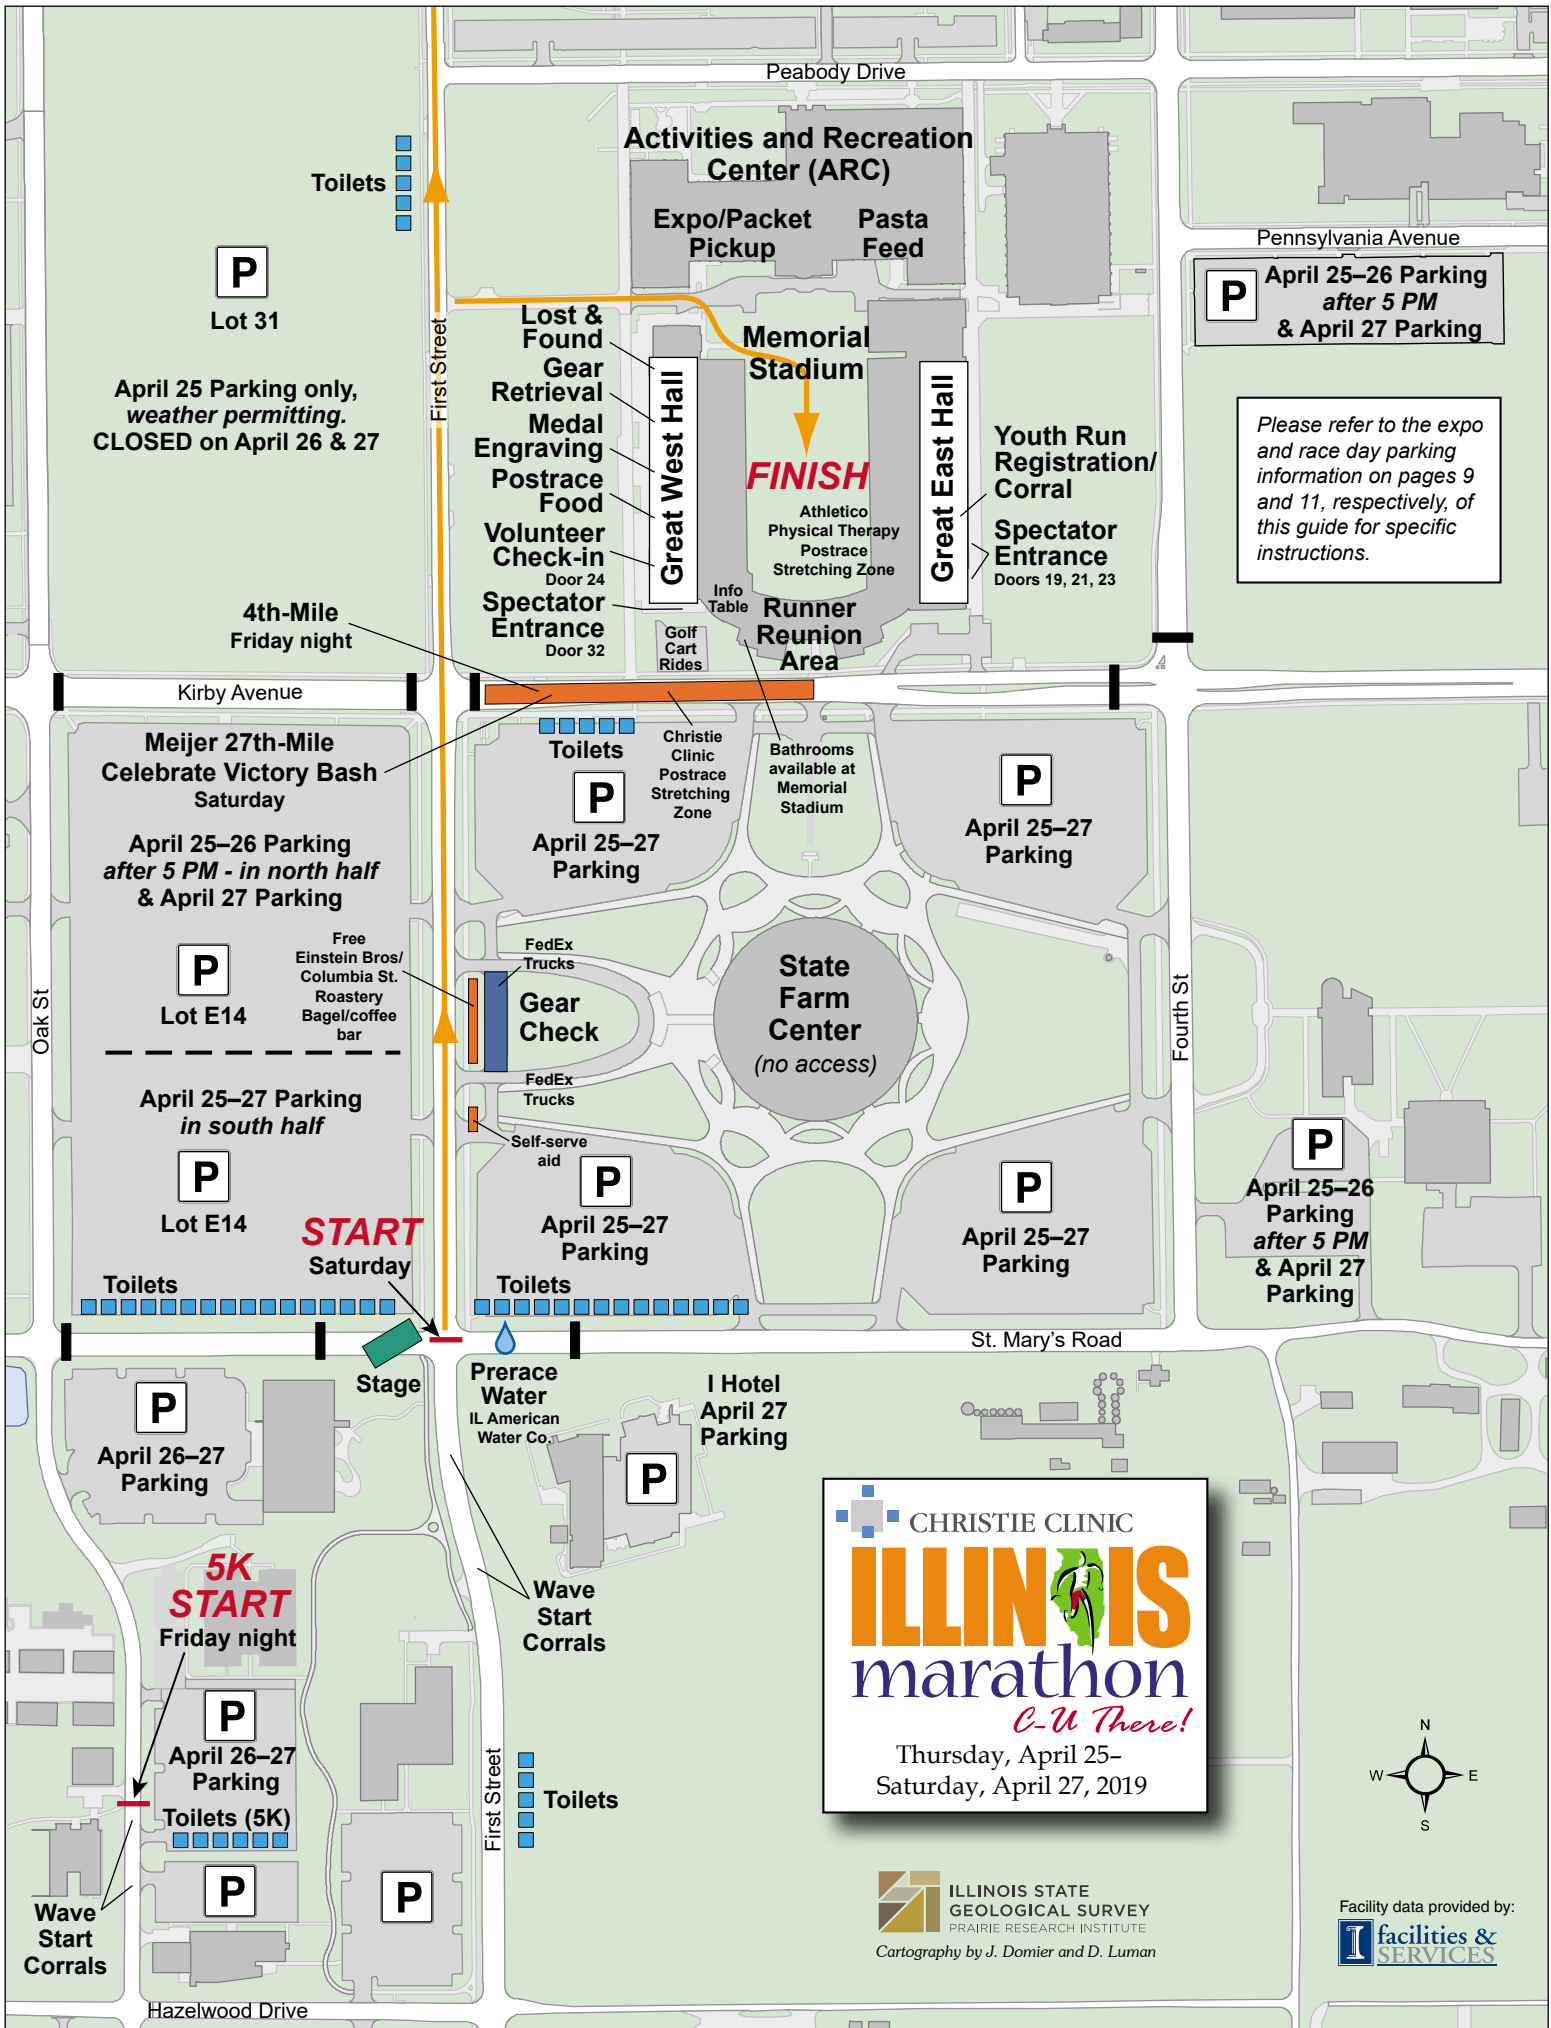 Peabody Drive
Activities and Recreation
Center (ARC)
Expo/Packet
Pickup
Pasta
Feed
Toilets
P
Lot 31
April 25 Parking only,
weather permitting.
CLOSED on April 26 & 27
First Street
Pennsylvania Avenue
P
April 25–26 Parking
after 5 PM
& April 27 Parking
Lost &
Found
Gear
Retrieval
Medal
Engraving
Postrace
Food
Volunteer
Check-in
Door 24
Spectator
Entrance
Door 32
Great West Hall
Memorial
Stadium
FINISH
Athletico
Physical Therapy
Postrace
Stretching Zone
Great East Hall
Youth Run
Registration/
Corral
Spectator
Entrance
Doors 19, 21, 23
Please refer to the expo
and race day parking
information on pages 9
and 11, respectively, of
this guide for specific
instructions.
Info
Table
Runner
Reunion
Area
Golf
Cart
Rides
4th-Mile
Friday night
Kirby Avenue
Meijer 27th-Mile
Celebrate Victory Bash
Saturday
Toilets
Christie
Clinic
Postrace
Stretching
Zone
Bathrooms
available at
Memorial
Stadium
P
April 25–27
Parking
P
April 25–27
Parking
April 25–26 Parking
after 5 PM - in north half
& April 27 Parking
P
Lot E14
Free
Einstein Bros/
Columbia St.
Roastery
Bagel/coffee
bar
FedEx
Trucks
Gear
Check
FedEx
Trucks
Self-serve
aid
State
Farm
Center
(no access)
Oak St
Fourth St
April 25–27 Parking
in south half
P
Lot E14
START
Saturday
Toilets
P
April 25–27
Parking
Toilets
P
April 25–27
Parking
P
April 25–26
Parking
after 5 PM
& April 27
Parking
St. Mary's Road
Stage
Prerace
Water
IL American
Water Co.
I Hotel
April 27
Parking
P
P
April 26–27
Parking
5K
START
Friday night
Wave
Start
Corrals
P
April 26–27
Parking
Toilets (5K)
P
P
Wave
Start
Corrals
First Street
Toilets
Hazelwood Drive
CHRISTIE CLINIC
ILLINOIS
marathon
C-U There!
Thursday, April 25–
Saturday, April 27, 2019
N
W
E
S
ILLINOIS STATE
GEOLOGICAL SURVEY
PRAIRIE RESEARCH INSTITUTE
Cartography by J. Domier and D. Luman
Facility data provided by:
I
facilities &
SERVICES